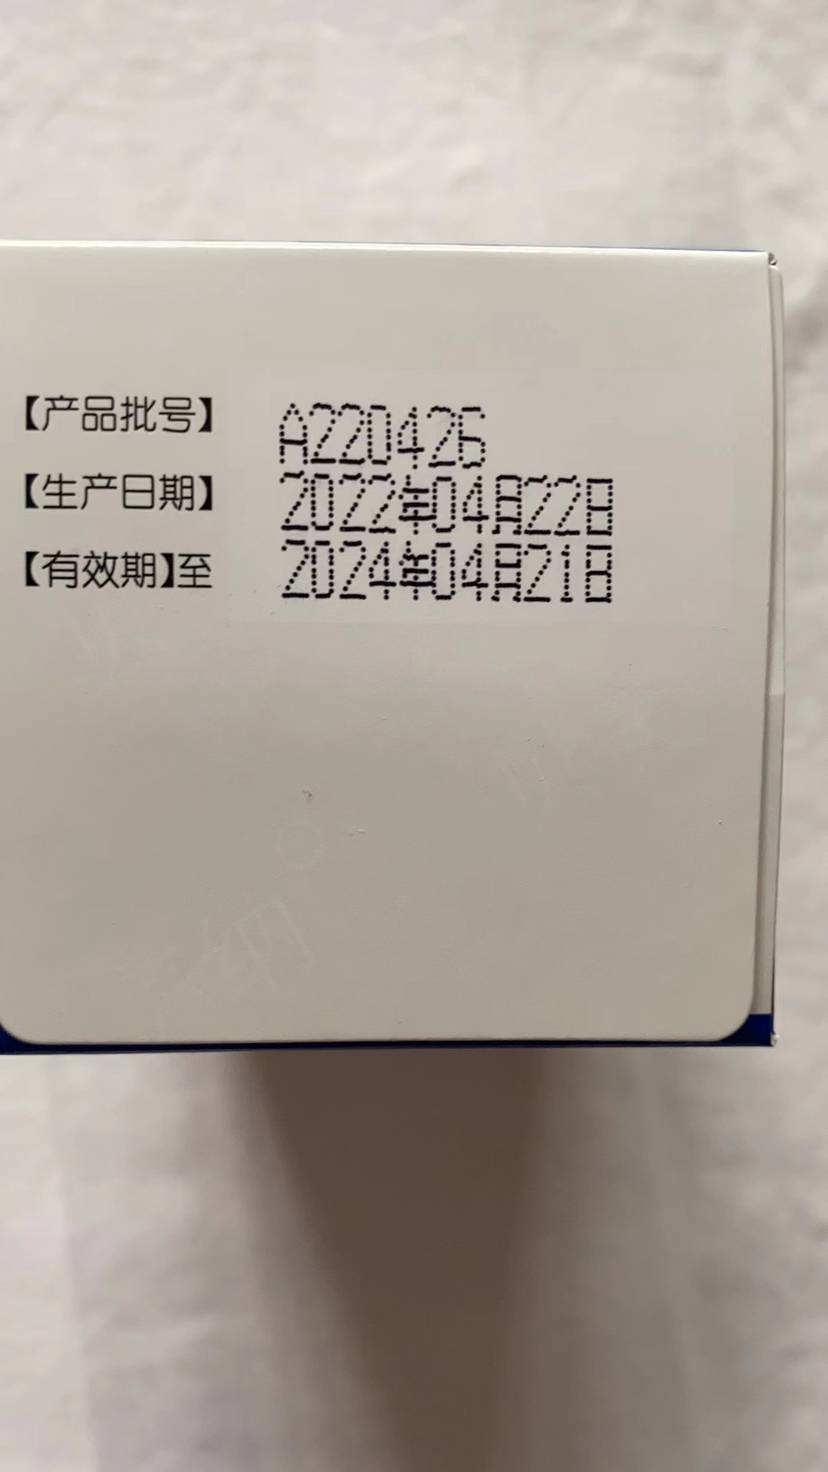 【产品批号】 A220426
【生产日期】 2022年04月22日
【有效期】至 2024年04月21日